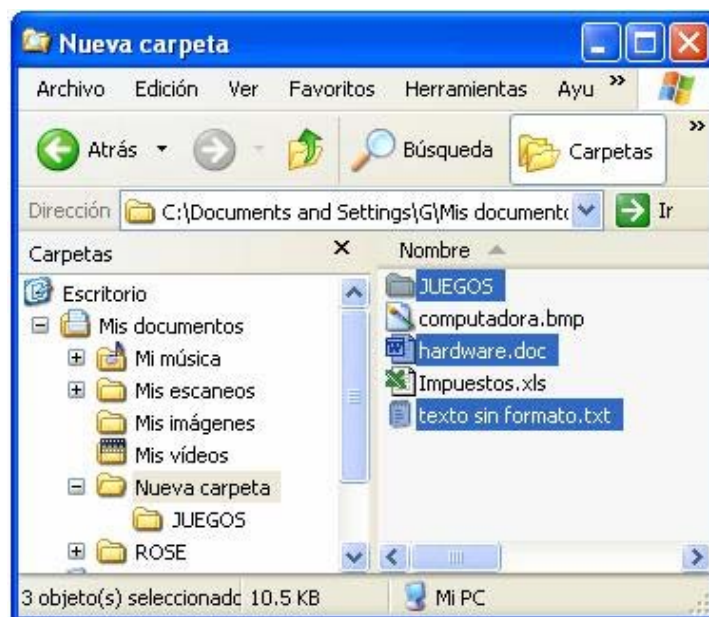 Nueva carpeta
Archivo Edición Ver Favoritos Herramientas Ayu »
Atrás Búsqueda Carpetas »
Dirección C:\Documents and Settings\G\Mis documento Ir
Carpetas
Escritorio
Mis documentos
Mi música
Mis escaneos
Mis imágenes
Mis vídeos
Nueva carpeta
JUEGOS
ROSE
Nombre
JUEGOS
computadora.bmp
hardware.doc
Impuestos.xls
texto sin formato.txt
3 objeto(s) seleccionado 10.5 KB Mi PC